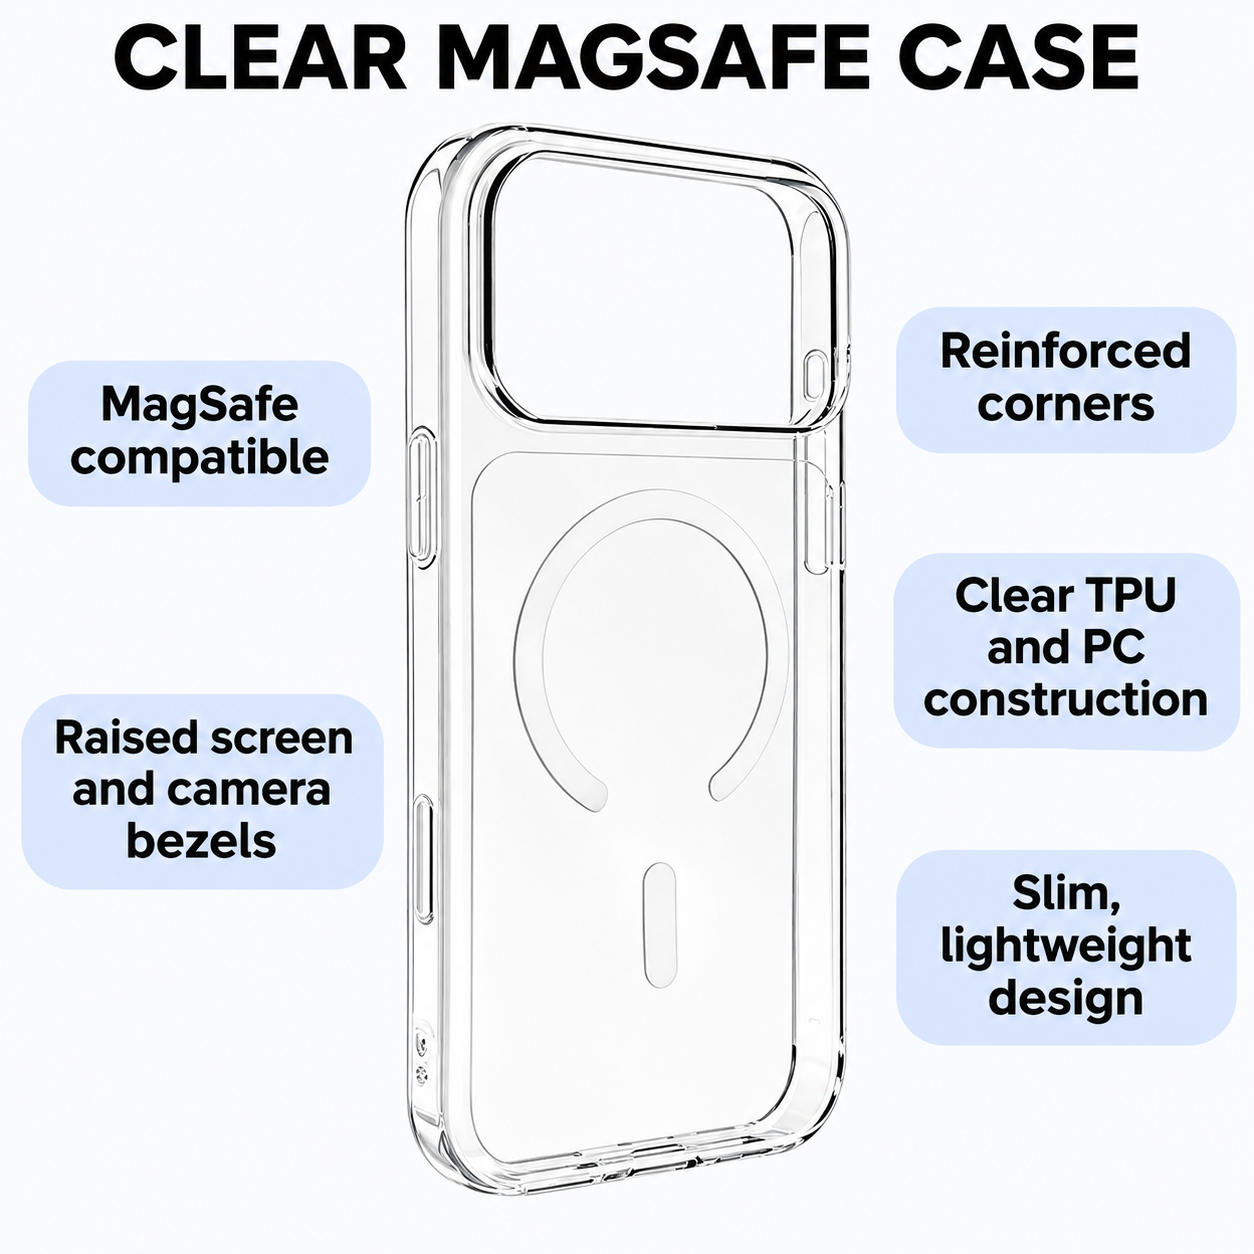 CLEAR MAGSAFE CASE
MagSafe
compatible
Raised screen
and camera
bezels
Reinforced
corners
Clear TPU
and PC
construction
Slim,
lightweight
design